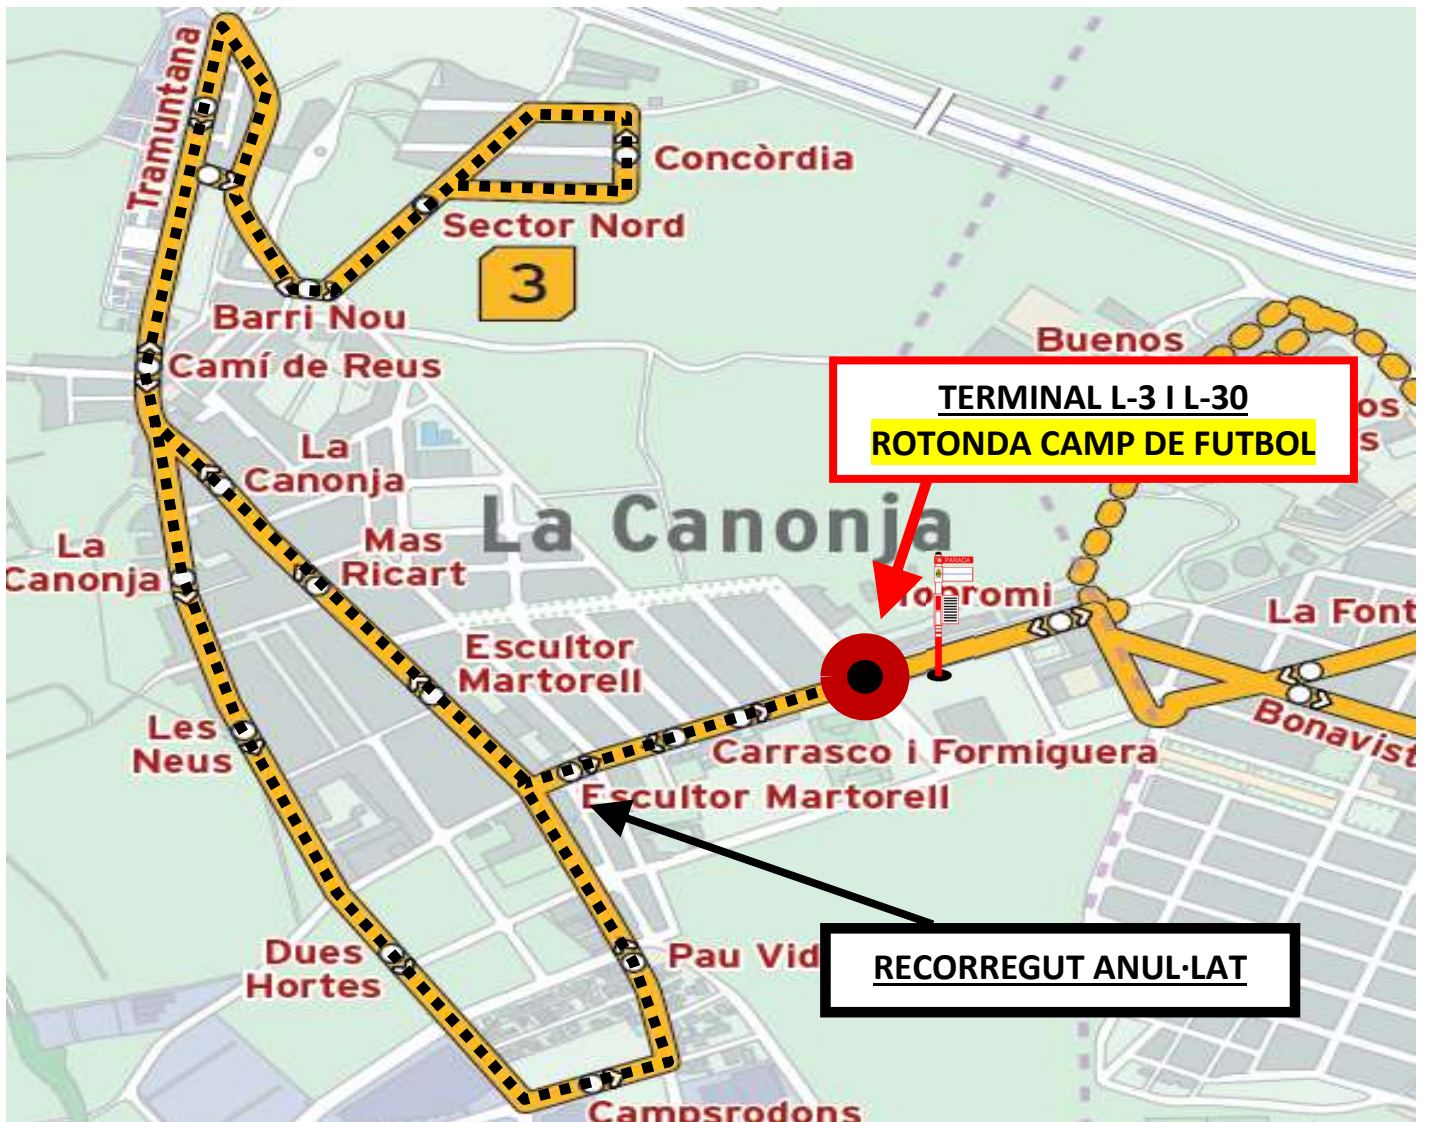 Tramuntana
Concòrdia
Sector Nord
3
Barri Nou
Camí de Reus
Buenos
TERMINAL L-3 I L-30
ROTONDA CAMP DE FUTBOL
os
s
La
Canonja
La Canonja
La
Canonja
Mas
Ricart
PARADA
La Font
Escultor
Martorell
Les
Neus
Carrasco i Formiguera
Bonavist
Escultor Martorell
Dues
Hortes
Pau Vid
RECORREGUT ANUL·LAT
Campsrodons